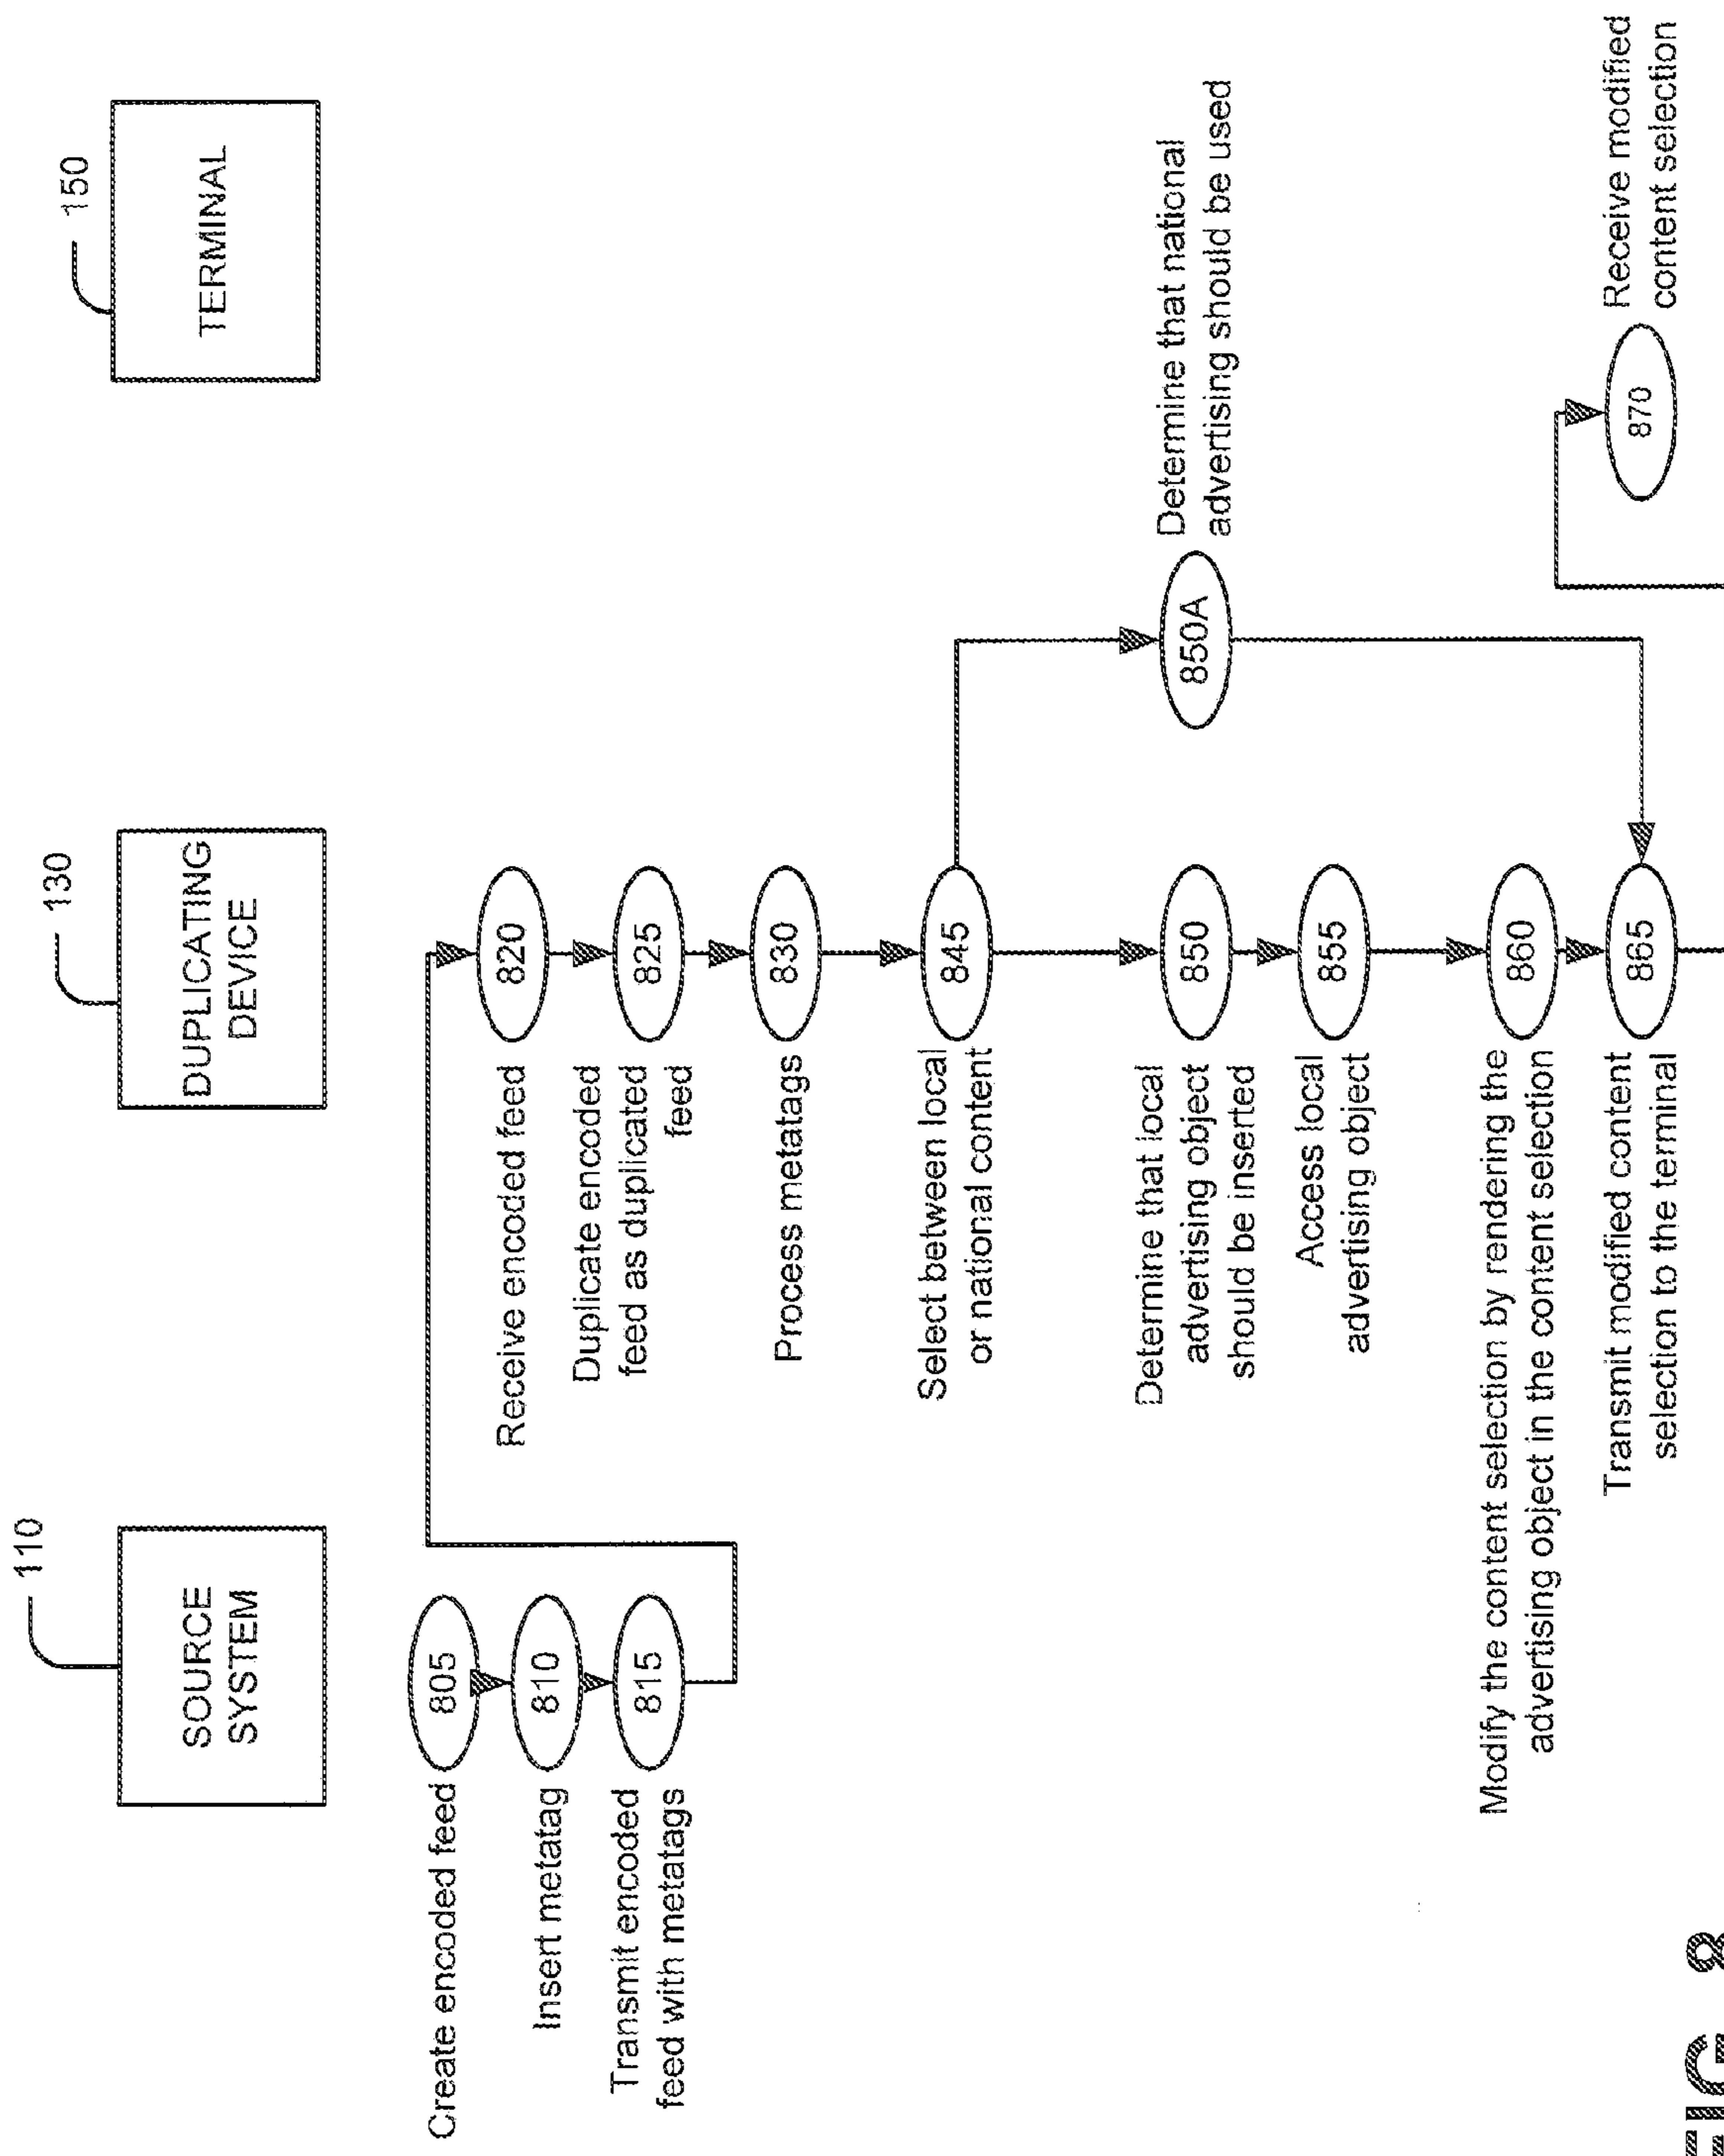 110
SOURCE
SYSTEM
130
DUPLICATING
DEVICE
150
TERMINAL
Create encoded feed
805
Insert metatag
810
Transmit encoded
feed with metatags
815
Receive encoded feed
820
Duplicate encoded
feed as duplicated
feed
825
Process metatags
830
Select between local
or national content
845
Determine that local
advertising object
should be inserted
850
850A
Determine that national
advertising should be used
Access local
advertising object
855
Modify the content selection by rendering the
advertising object in the content selection
860
Transmit modified content
selection to the terminal
865
870
Receive modified
content selection
FIG 8